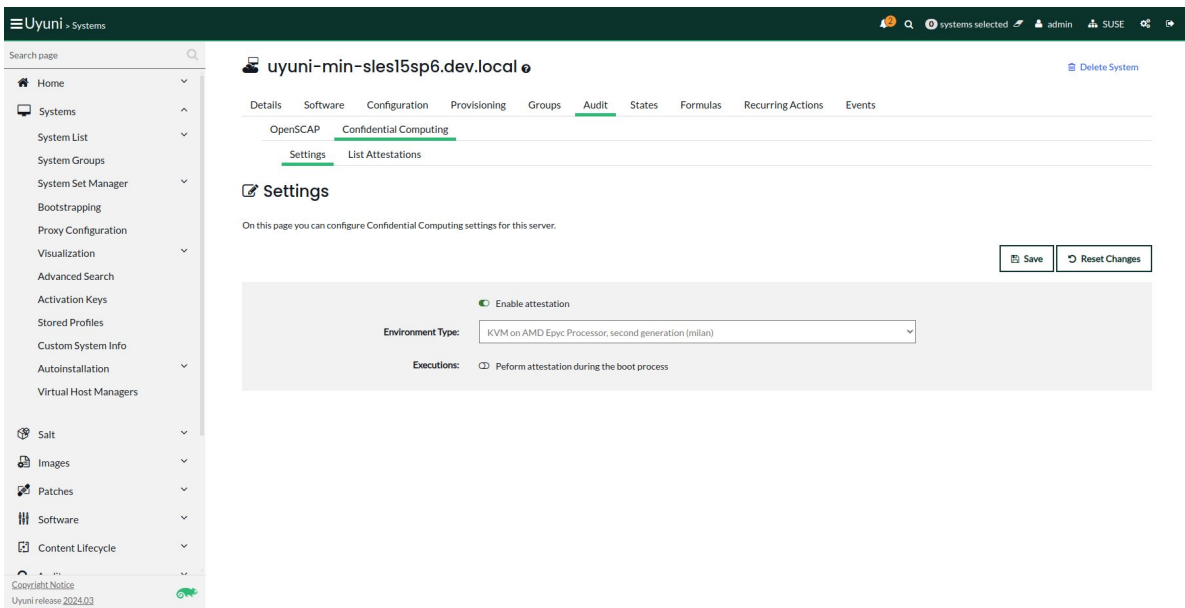 Uyuni > Systems
2
0 systems selected
admin
SUSE
Search page
Home
Systems
System List
System Groups
System Set Manager
Bootstrapping
Proxy Configuration
Visualization
Advanced Search
Activation Keys
Stored Profiles
Custom System Info
Autoinstallation
Virtual Host Managers
Salt
Images
Patches
Software
Content Lifecycle
Copyright Notice
Uyuni release 2024.03
uyuni-min-sles15sp6.dev.local
Delete System
Details Software Configuration Provisioning Groups Audit States Formulas Recurring Actions Events
OpenSCAP Confidential Computing
Settings List Attestations
Settings
On this page you can configure Confidential Computing settings for this server.
Save Reset Changes
Enable attestation
Environment Type: KVM on AMD Epyc Processor, second generation (milan)
Executions: Peform attestation during the boot process